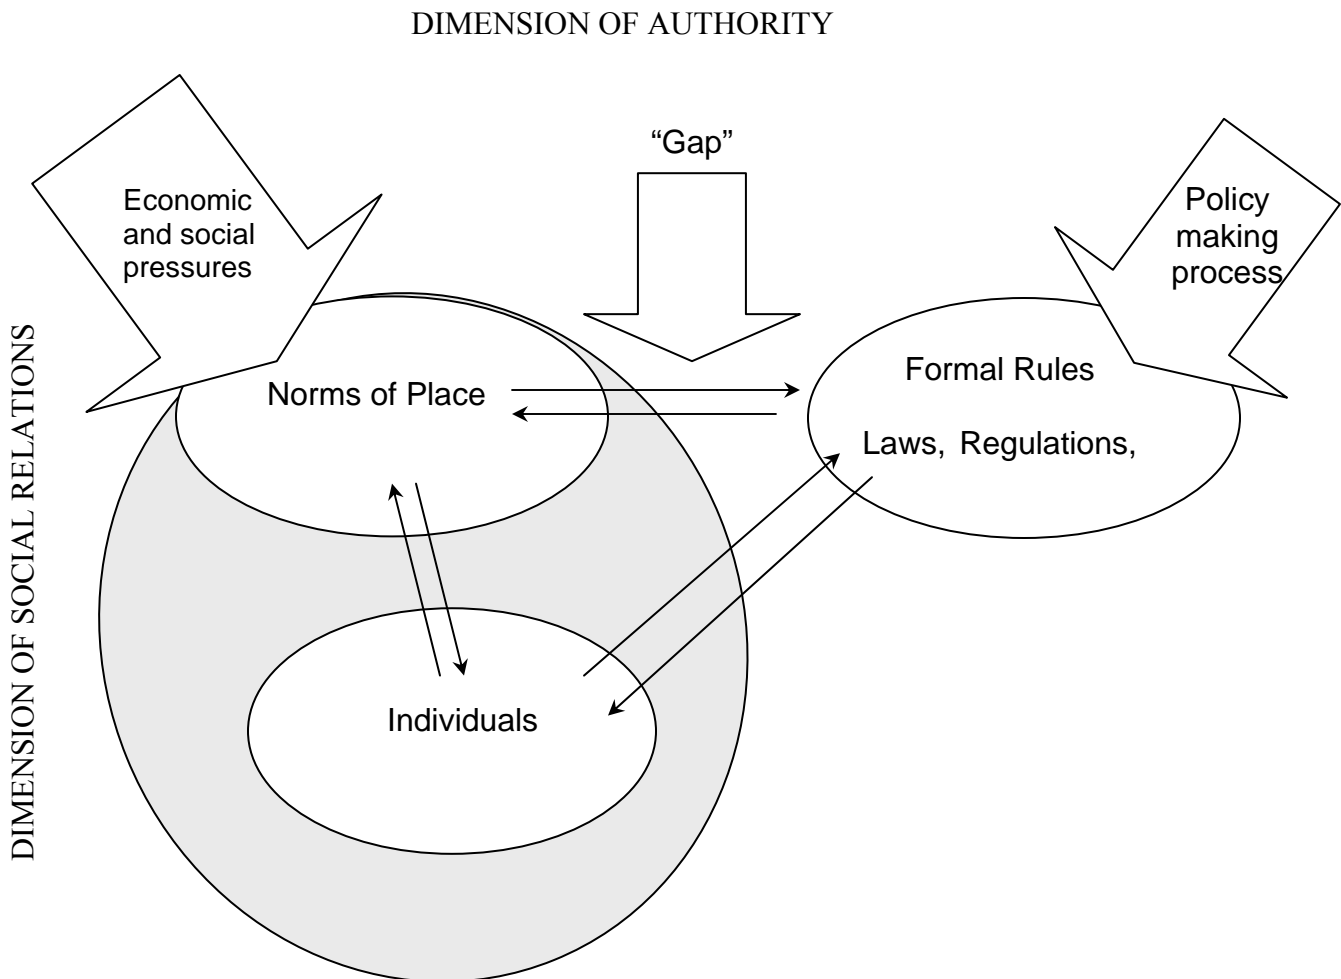 DIMENSION OF AUTHORITY
“Gap”
Economic
and social
pressures
Policy
making
process
DIMENSION OF SOCIAL RELATIONS
Norms of Place
Formal Rules
Laws, Regulations,
Individuals